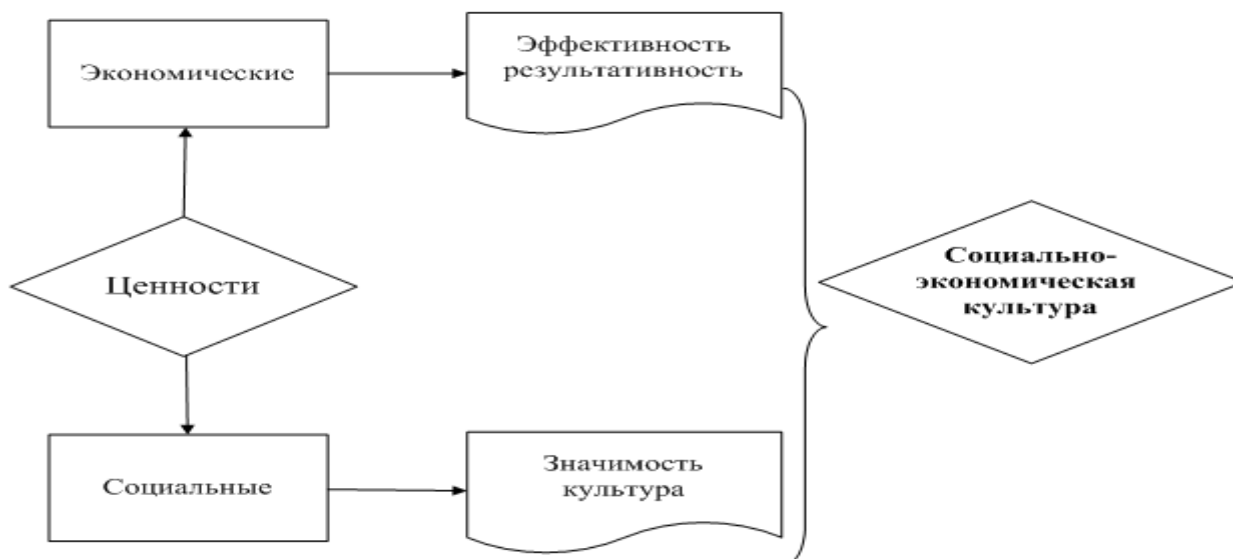 Экономические
Эффективность
результативность
Ценности
Социально-
экономическая
культура
Социальные
Значимость
культура